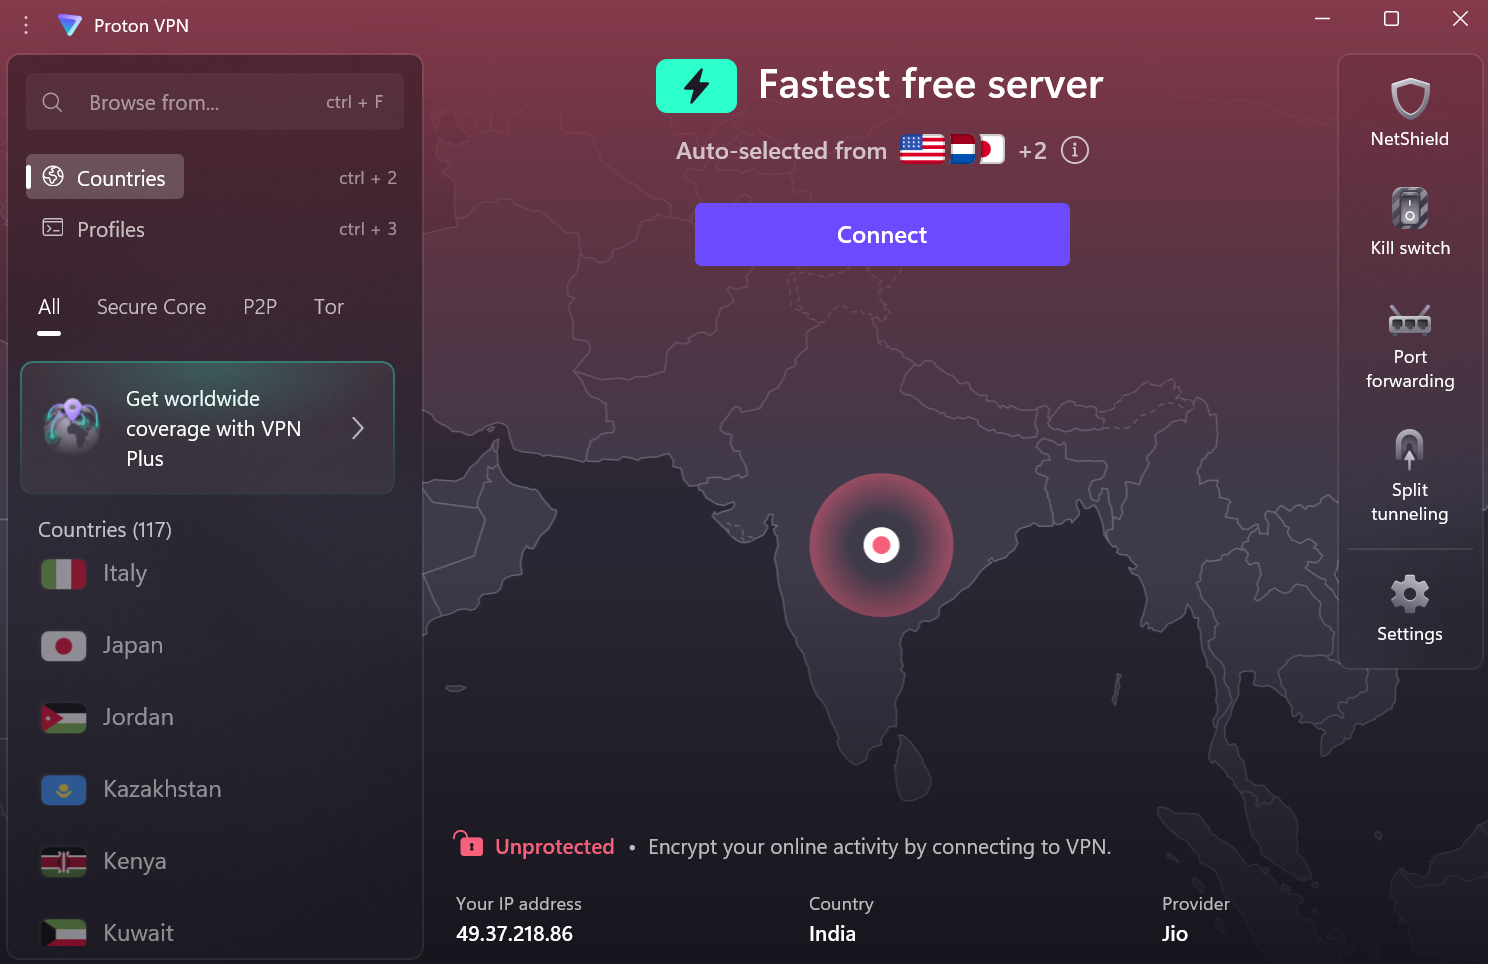 Proton VPN
Browse from...
ctrl + F
Countries
ctrl + 2
Profiles
ctrl + 3
All
Secure Core
P2P
Tor
Get worldwide
coverage with VPN
Plus
Countries (117)
Italy
Japan
Jordan
Kazakhstan
Kenya
Kuwait
Fastest free server
Auto-selected from
+2
Connect
Unprotected • Encrypt your online activity by connecting to VPN.
Your IP address
49.37.218.86
Country
India
Provider
Jio
NetShield
Kill switch
Port
forwarding
Split
tunneling
Settings